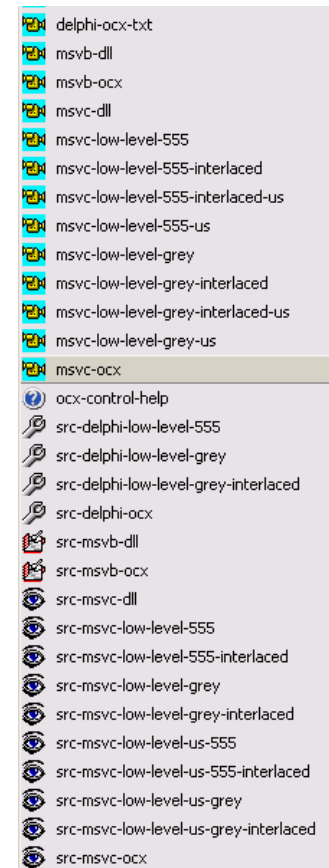 delphi-ocx-txt
msvb-dll
msvb-ocx
msvc-dll
msvc-low-level-555
msvc-low-level-555-interlaced
msvc-low-level-555-interlaced-us
msvc-low-level-555-us
msvc-low-level-grey
msvc-low-level-grey-interlaced
msvc-low-level-grey-interlaced-us
msvc-low-level-grey-us
msvc-ocx
ocx-control-help
src-delphi-low-level-555
src-delphi-low-level-grey
src-delphi-low-level-grey-interlaced
src-delphi-ocx
src-msvb-dll
src-msvb-ocx
src-msvc-dll
src-msvc-low-level-555
src-msvc-low-level-555-interlaced
src-msvc-low-level-grey
src-msvc-low-level-grey-interlaced
src-msvc-low-level-us-555
src-msvc-low-level-us-555-interlaced
src-msvc-low-level-us-grey
src-msvc-low-level-us-grey-interlaced
src-msvc-ocx